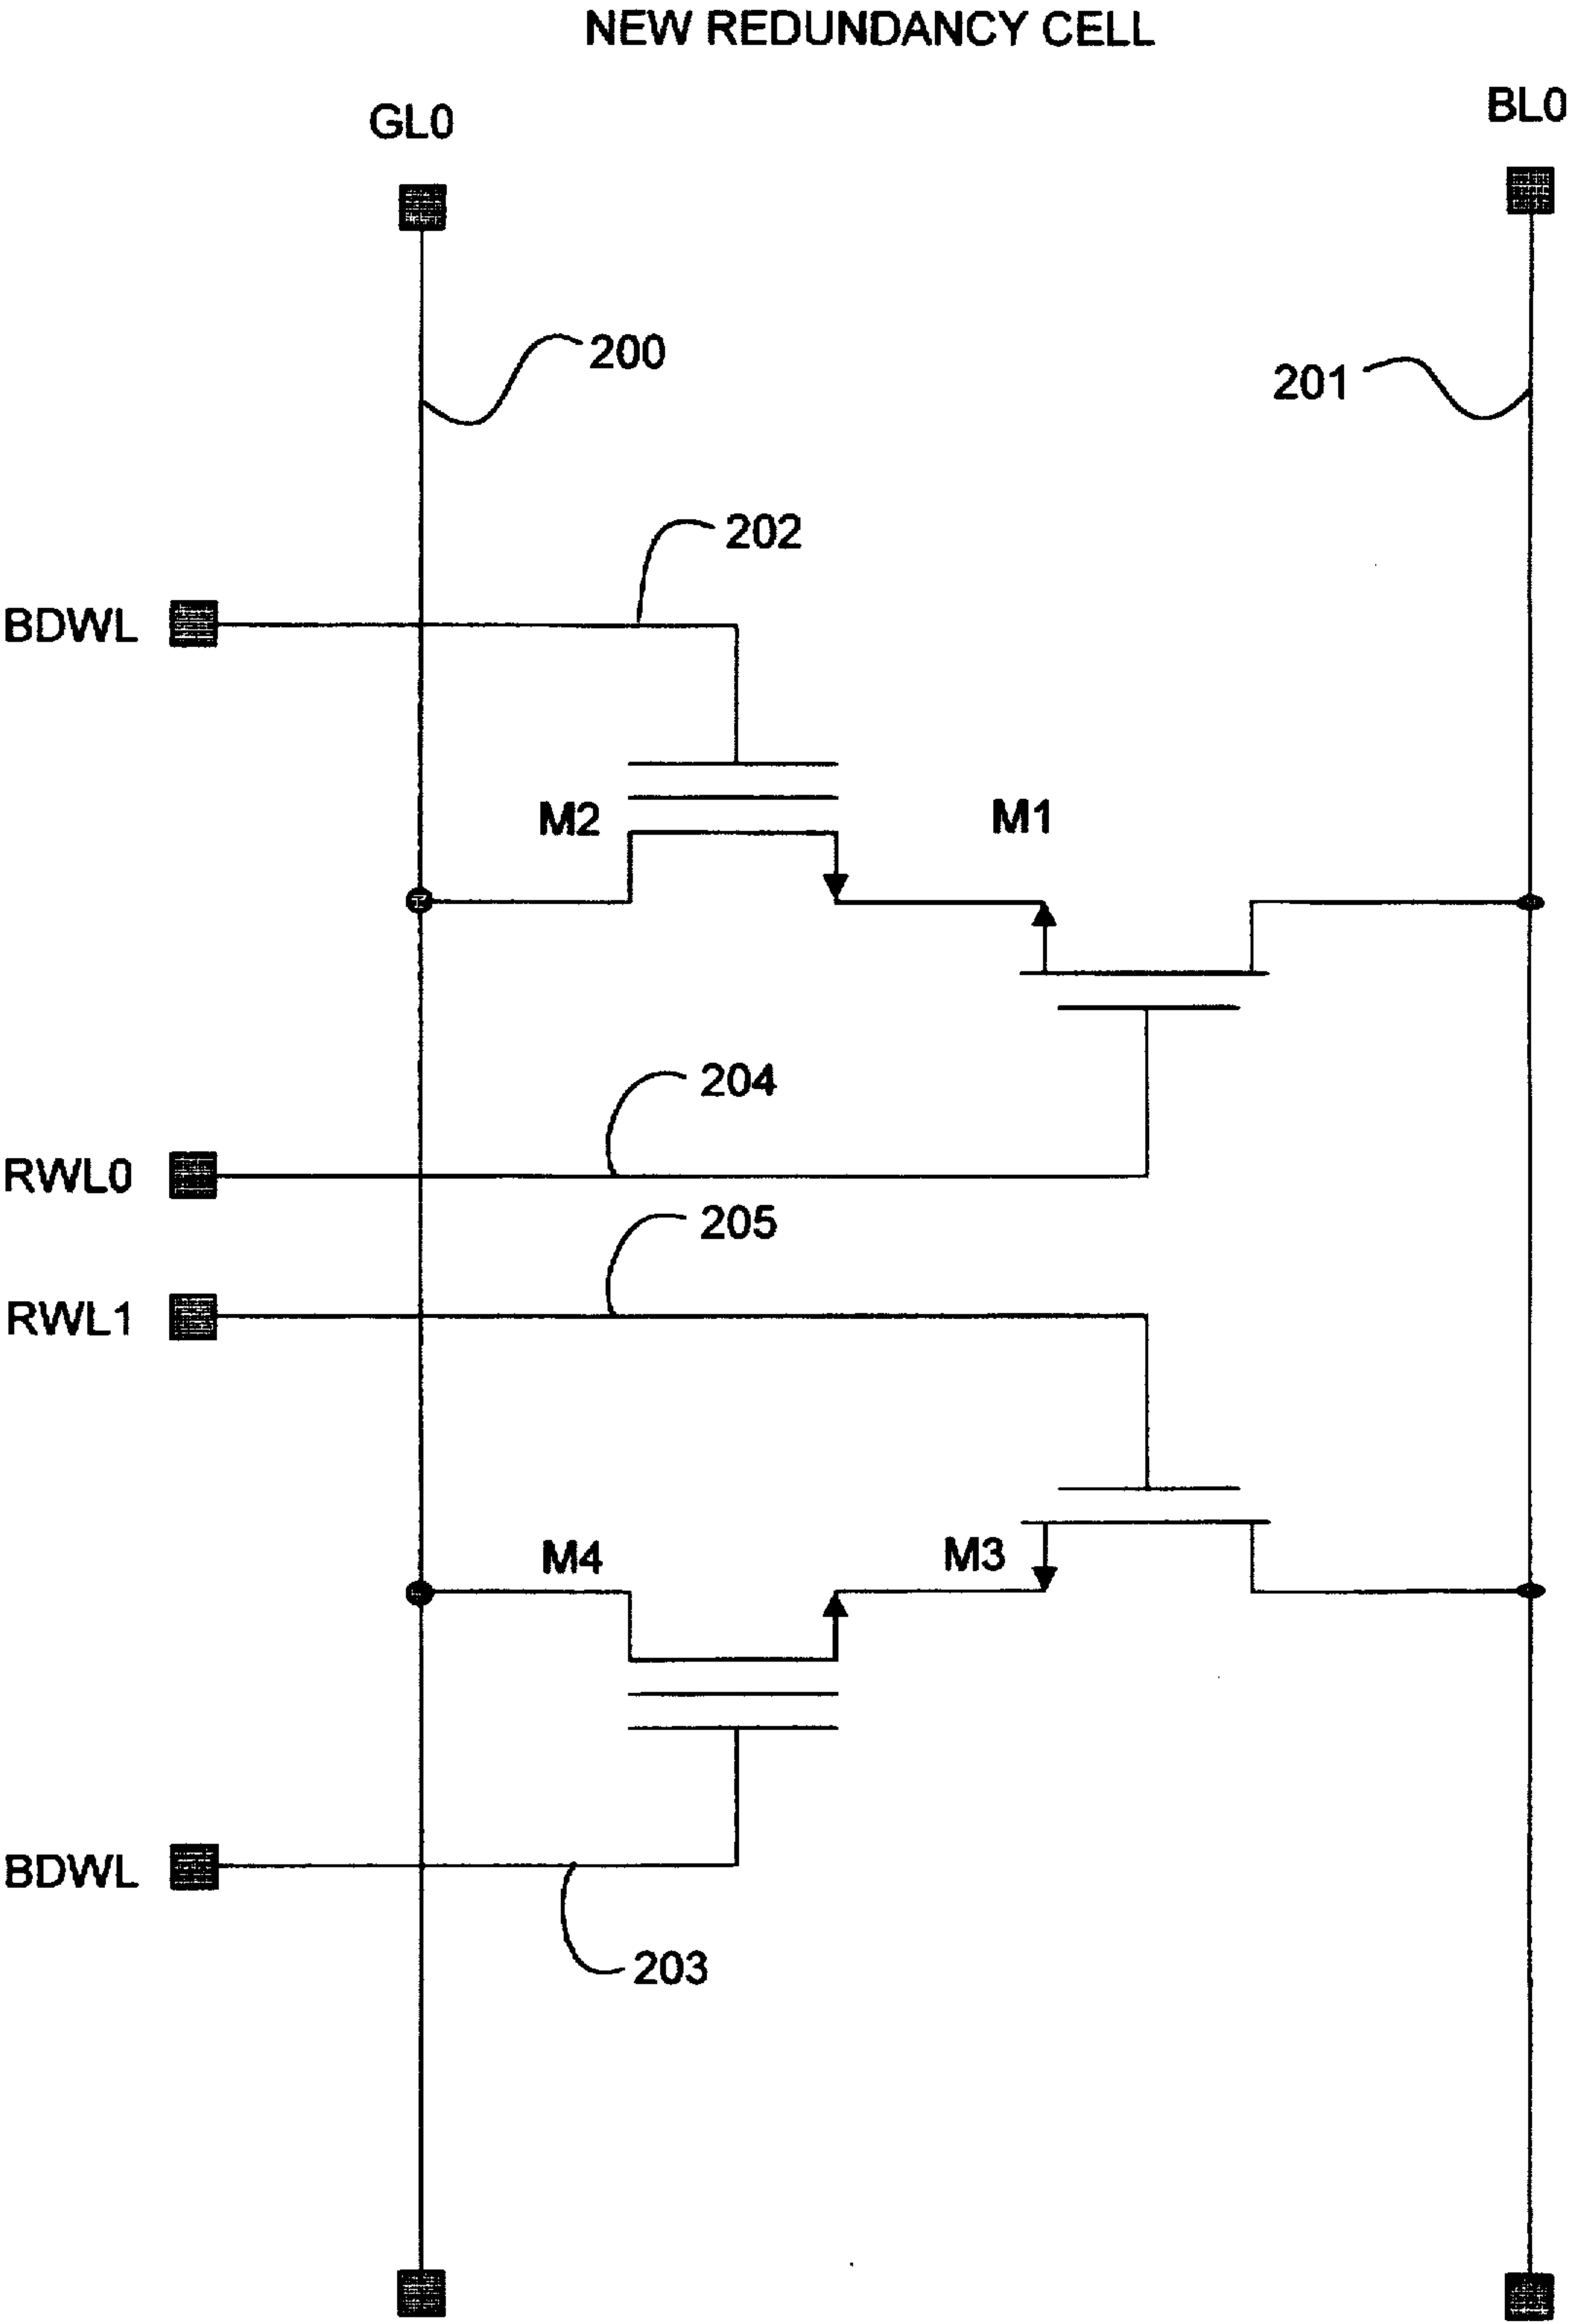 NEW REDUNDANCY CELL
GL0
BL0
200
201
202
BDWL
M2
M1
204
RWL0
205
RWL1
M4
M3
BDWL
203